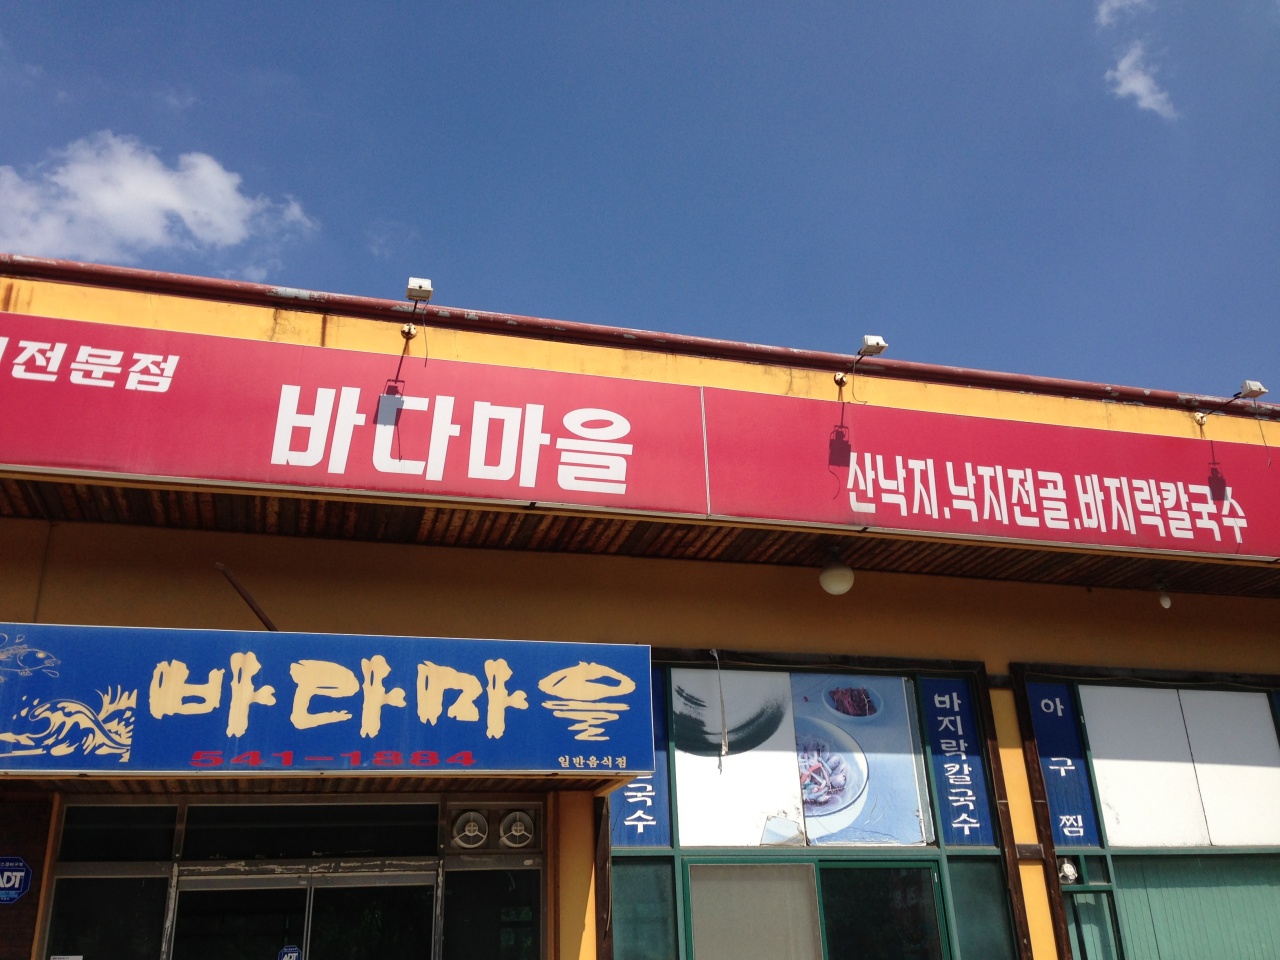 전문점
바다마을
산낙지.낙지전골.바지락칼국수
바다마을
541-1884
일반음식점
국수
바지락칼국수
아구찜
ADT
ADT